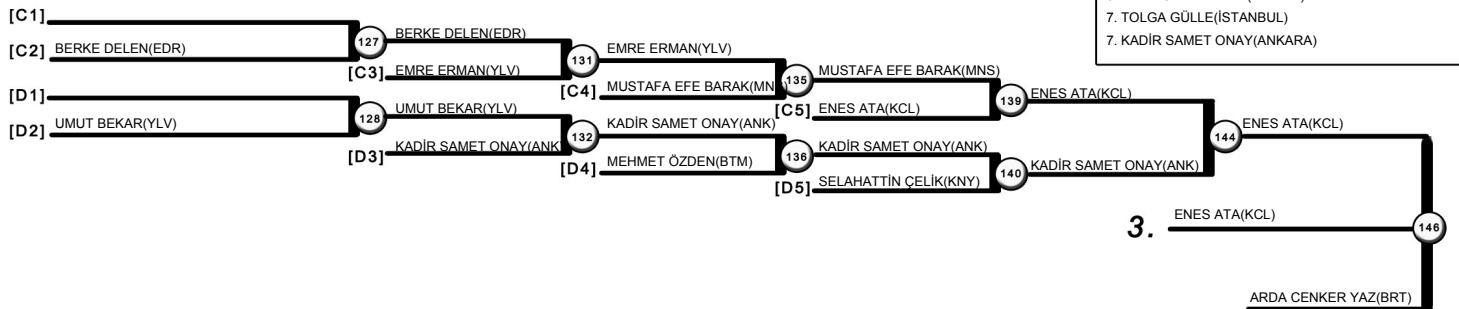 7. TOLGA GÜLLE(İSTANBUL)
7. KADİR SAMET ONAY(ANKARA)
[C1]
[C2] BERKE DELEN(EDR)
127
BERKE DELEN(EDR)
[C3] EMRE ERMAN(YLV)
131
EMRE ERMAN(YLV)
[C4] MUSTAFA EFE BARAK(MNS)
135
MUSTAFA EFE BARAK(MNS)
[C5] ENES ATA(KCL)
139
ENES ATA(KCL)
[D1]
[D2] UMUT BEKAR(YLV)
128
UMUT BEKAR(YLV)
[D3] KADİR SAMET ONAY(ANK)
132
KADİR SAMET ONAY(ANK)
[D4] MEHMET ÖZDEN(BTM)
136
KADİR SAMET ONAY(ANK)
[D5] SELAHATTİN ÇELİK(KNY)
140
KADİR SAMET ONAY(ANK)
144
ENES ATA(KCL)
3. ENES ATA(KCL)
146
ARDA CENKER YAZ(BRT)